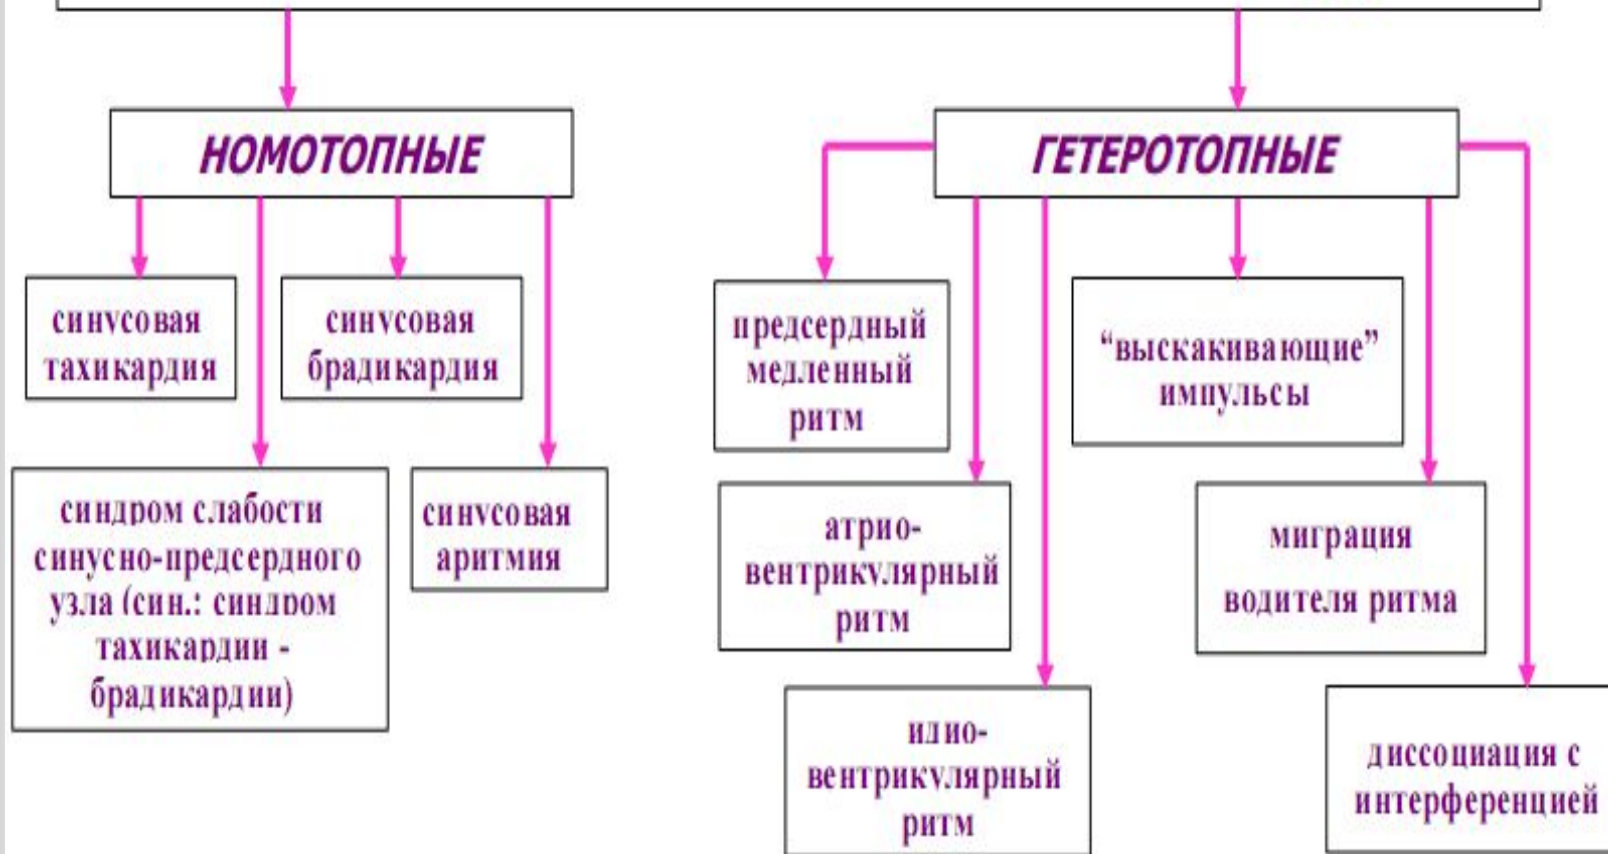 НОМОТОПНЫЕ
ГЕТЕРОТОПНЫЕ
синусовая
тахикардия
синусовая
брадикардия
предсердный
медленный
ритм
“выскакивающие”
импульсы
синдром слабости
синусно-предсердного
узла (син.: синдром
тахикардии -
брадикардии)
синусовая
аритмия
атрио-
вентрикулярный
ритм
миграция
водителя ритма
идио-
вентрикулярный
ритм
диссоциация с
интерференцией